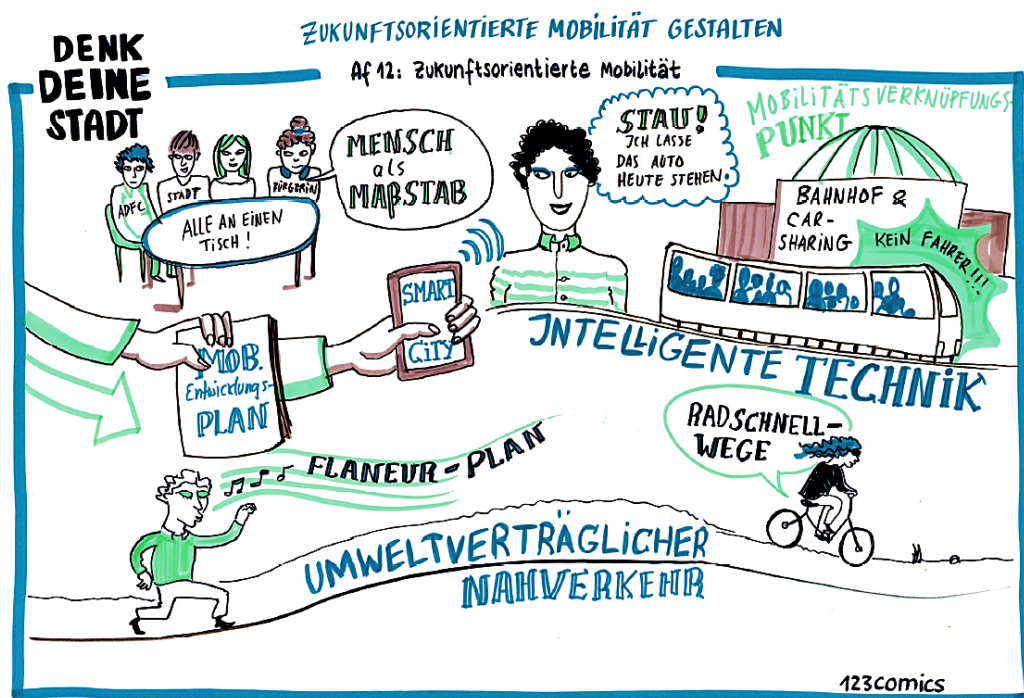 ZUKUNFTSORIENTIERTE MOBILITÄT GESTALTEN
DENK
DEINE
STADT
Af 12: Zukunftsorientierte Mobilität
ADFC
STADT
BÜRGERIN
ALLE AN EINEN
TISCH!
MENSCH
als
MAßSTAB
STAU!
ICH LASSE
DAS AUTO
HEUTE STEHEN.
MOBILITÄTSVERKNÜPFUNGS-
PUNKT
BAHNHOF &
CAR-
SHARING
KEIN FAHRER!!!
SMART
CITY
MOB.
Entwicklungs-
PLAN
INTELLIGENTE TECHNIK
FLANEUR-PLAN
RADSCHNELL-
WEGE
UMWELTVERTRÄGLICHER
NAHVERKEHR
123comics